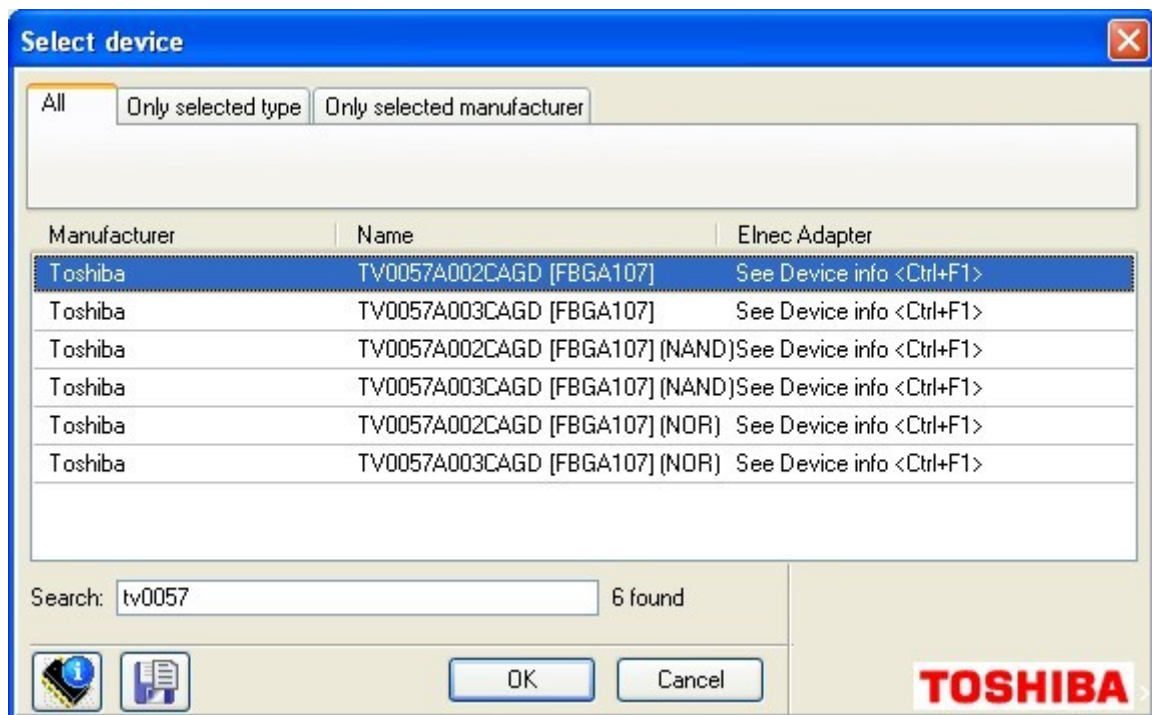 Select device
All Only selected type Only selected manufacturer
Manufacturer Name Elnec Adapter
Toshiba TV0057A002CAGD [FBGA107] See Device info <Ctrl+F1>
Toshiba TV0057A003CAGD [FBGA107] See Device info <Ctrl+F1>
Toshiba TV0057A002CAGD [FBGA107] (NAND) See Device info <Ctrl+F1>
Toshiba TV0057A003CAGD [FBGA107] (NAND) See Device info <Ctrl+F1>
Toshiba TV0057A002CAGD [FBGA107] (NOR) See Device info <Ctrl+F1>
Toshiba TV0057A003CAGD [FBGA107] (NOR) See Device info <Ctrl+F1>
Search: tv0057 6 found
OK Cancel TOSHIBA